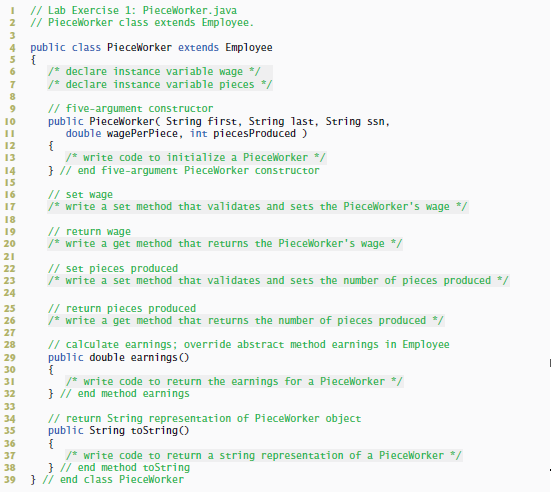 1 // Lab Exercise 1: PieceWorker.java
2 // PieceWorker class extends Employee.
3
4 public class PieceWorker extends Employee
5 {
6 /* declare instance variable wage */
7 /* declare instance variable pieces */
8
9 // five-argument constructor
10 public PieceWorker( String first, String last, String ssn,
11 double wagePerPiece, int piecesProduced )
12 {
13 /* write code to initialize a PieceWorker */
14 } // end five-argument PieceWorker constructor
15
16 // set wage
17 /* write a set method that validates and sets the PieceWorker's wage */
18
19 // return wage
20 /* write a get method that returns the PieceWorker's wage */
21
22 // set pieces produced
23 /* write a set method that validates and sets the number of pieces produced */
24
25 // return pieces produced
26 /* write a get method that returns the number of pieces produced */
27
28 // calculate earnings; override abstract method earnings in Employee
29 public double earnings()
30 {
31 /* write code to return the earnings for a PieceWorker */
32 } // end method earnings
33
34 // return String representation of PieceWorker object
35 public String toString()
36 {
37 /* write code to return a string representation of a PieceWorker */
38 } // end method toString
39 } // end class PieceWorker